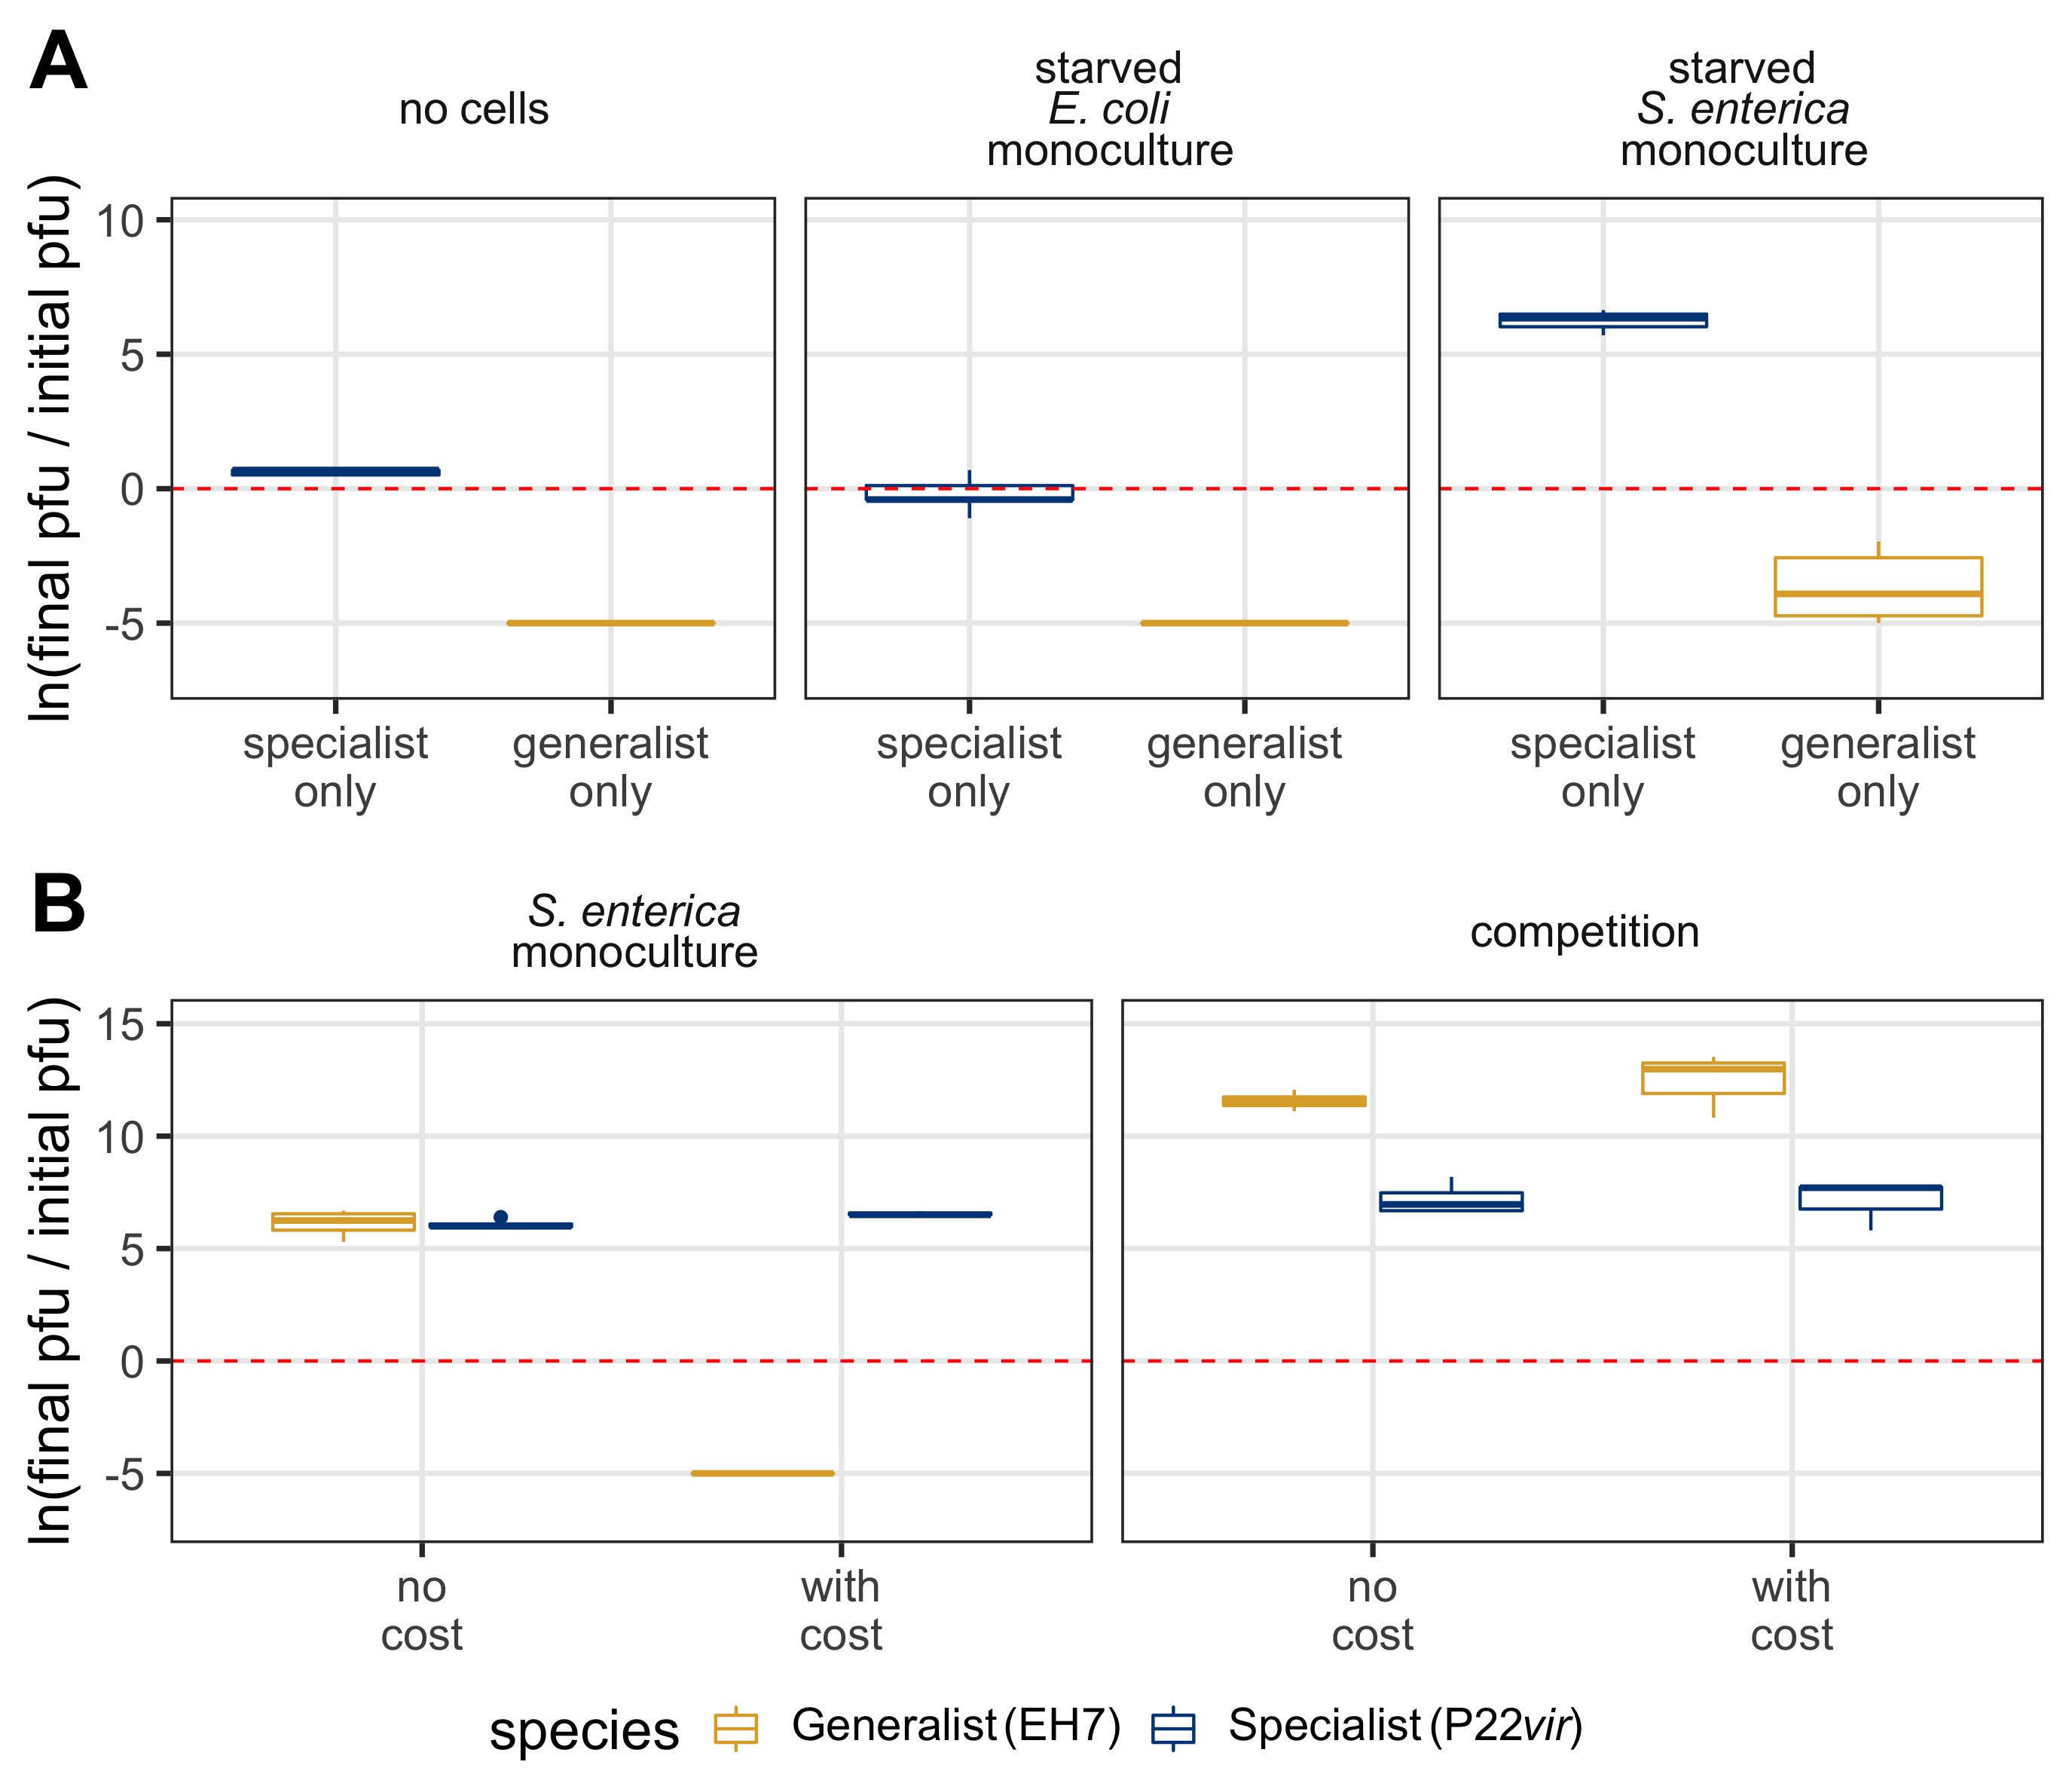 A
no cells
starved
E. coli
monoculture
starved
S. enterica
monoculture
ln(final pfu / initial pfu)
10
5
0
-5
specialist
only
generalist
only
specialist
only
generalist
only
specialist
only
generalist
only
B
S. enterica
monoculture
competition
ln(final pfu / initial pfu)
15
10
5
0
-5
no
cost
with
cost
no
cost
with
cost
species Generalist (EH7) Specialist (P22vir)